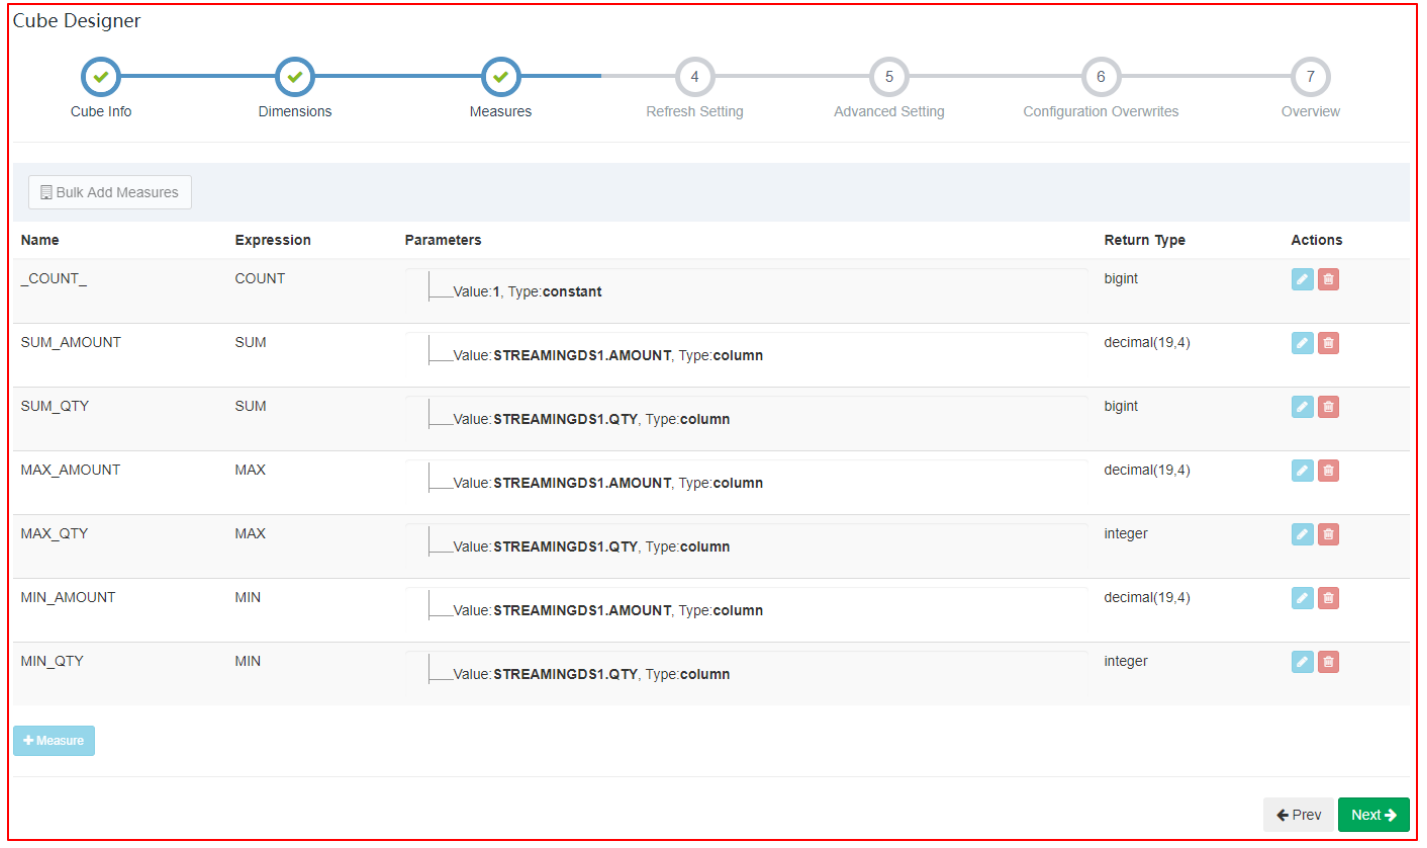 Cube Designer
4 5 6 7
Cube Info Dimensions Measures Refresh Setting Advanced Setting Configuration Overwrites Overview
Bulk Add Measures
Name Expression Parameters Return Type Actions
_COUNT_ COUNT bigint
Value:1, Type:constant
SUM_AMOUNT SUM decimal(19,4)
Value:STREAMINGDS1.AMOUNT, Type:column
SUM_QTY SUM bigint
Value:STREAMINGDS1.QTY, Type:column
MAX_AMOUNT MAX decimal(19,4)
Value:STREAMINGDS1.AMOUNT, Type:column
MAX_QTY MAX integer
Value:STREAMINGDS1.QTY, Type:column
MIN_AMOUNT MIN decimal(19,4)
Value:STREAMINGDS1.AMOUNT, Type:column
MIN_QTY MIN integer
Value:STREAMINGDS1.QTY, Type:column
+ Measure
Prev Next